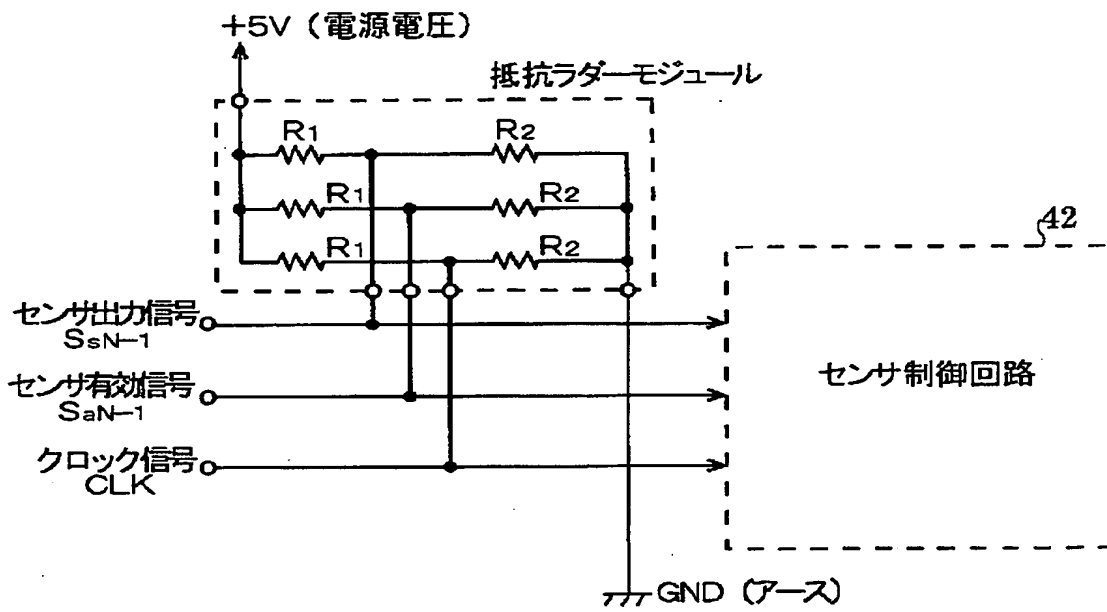 +5V（電源電圧）
抵抗ラダーモジュール
R1 R2
R1 R2
R1 R2
42
センサ出力信号
SsN-1
センサ有効信号
SaN-1
クロック信号
CLK
センサ制御回路
GND（アース）